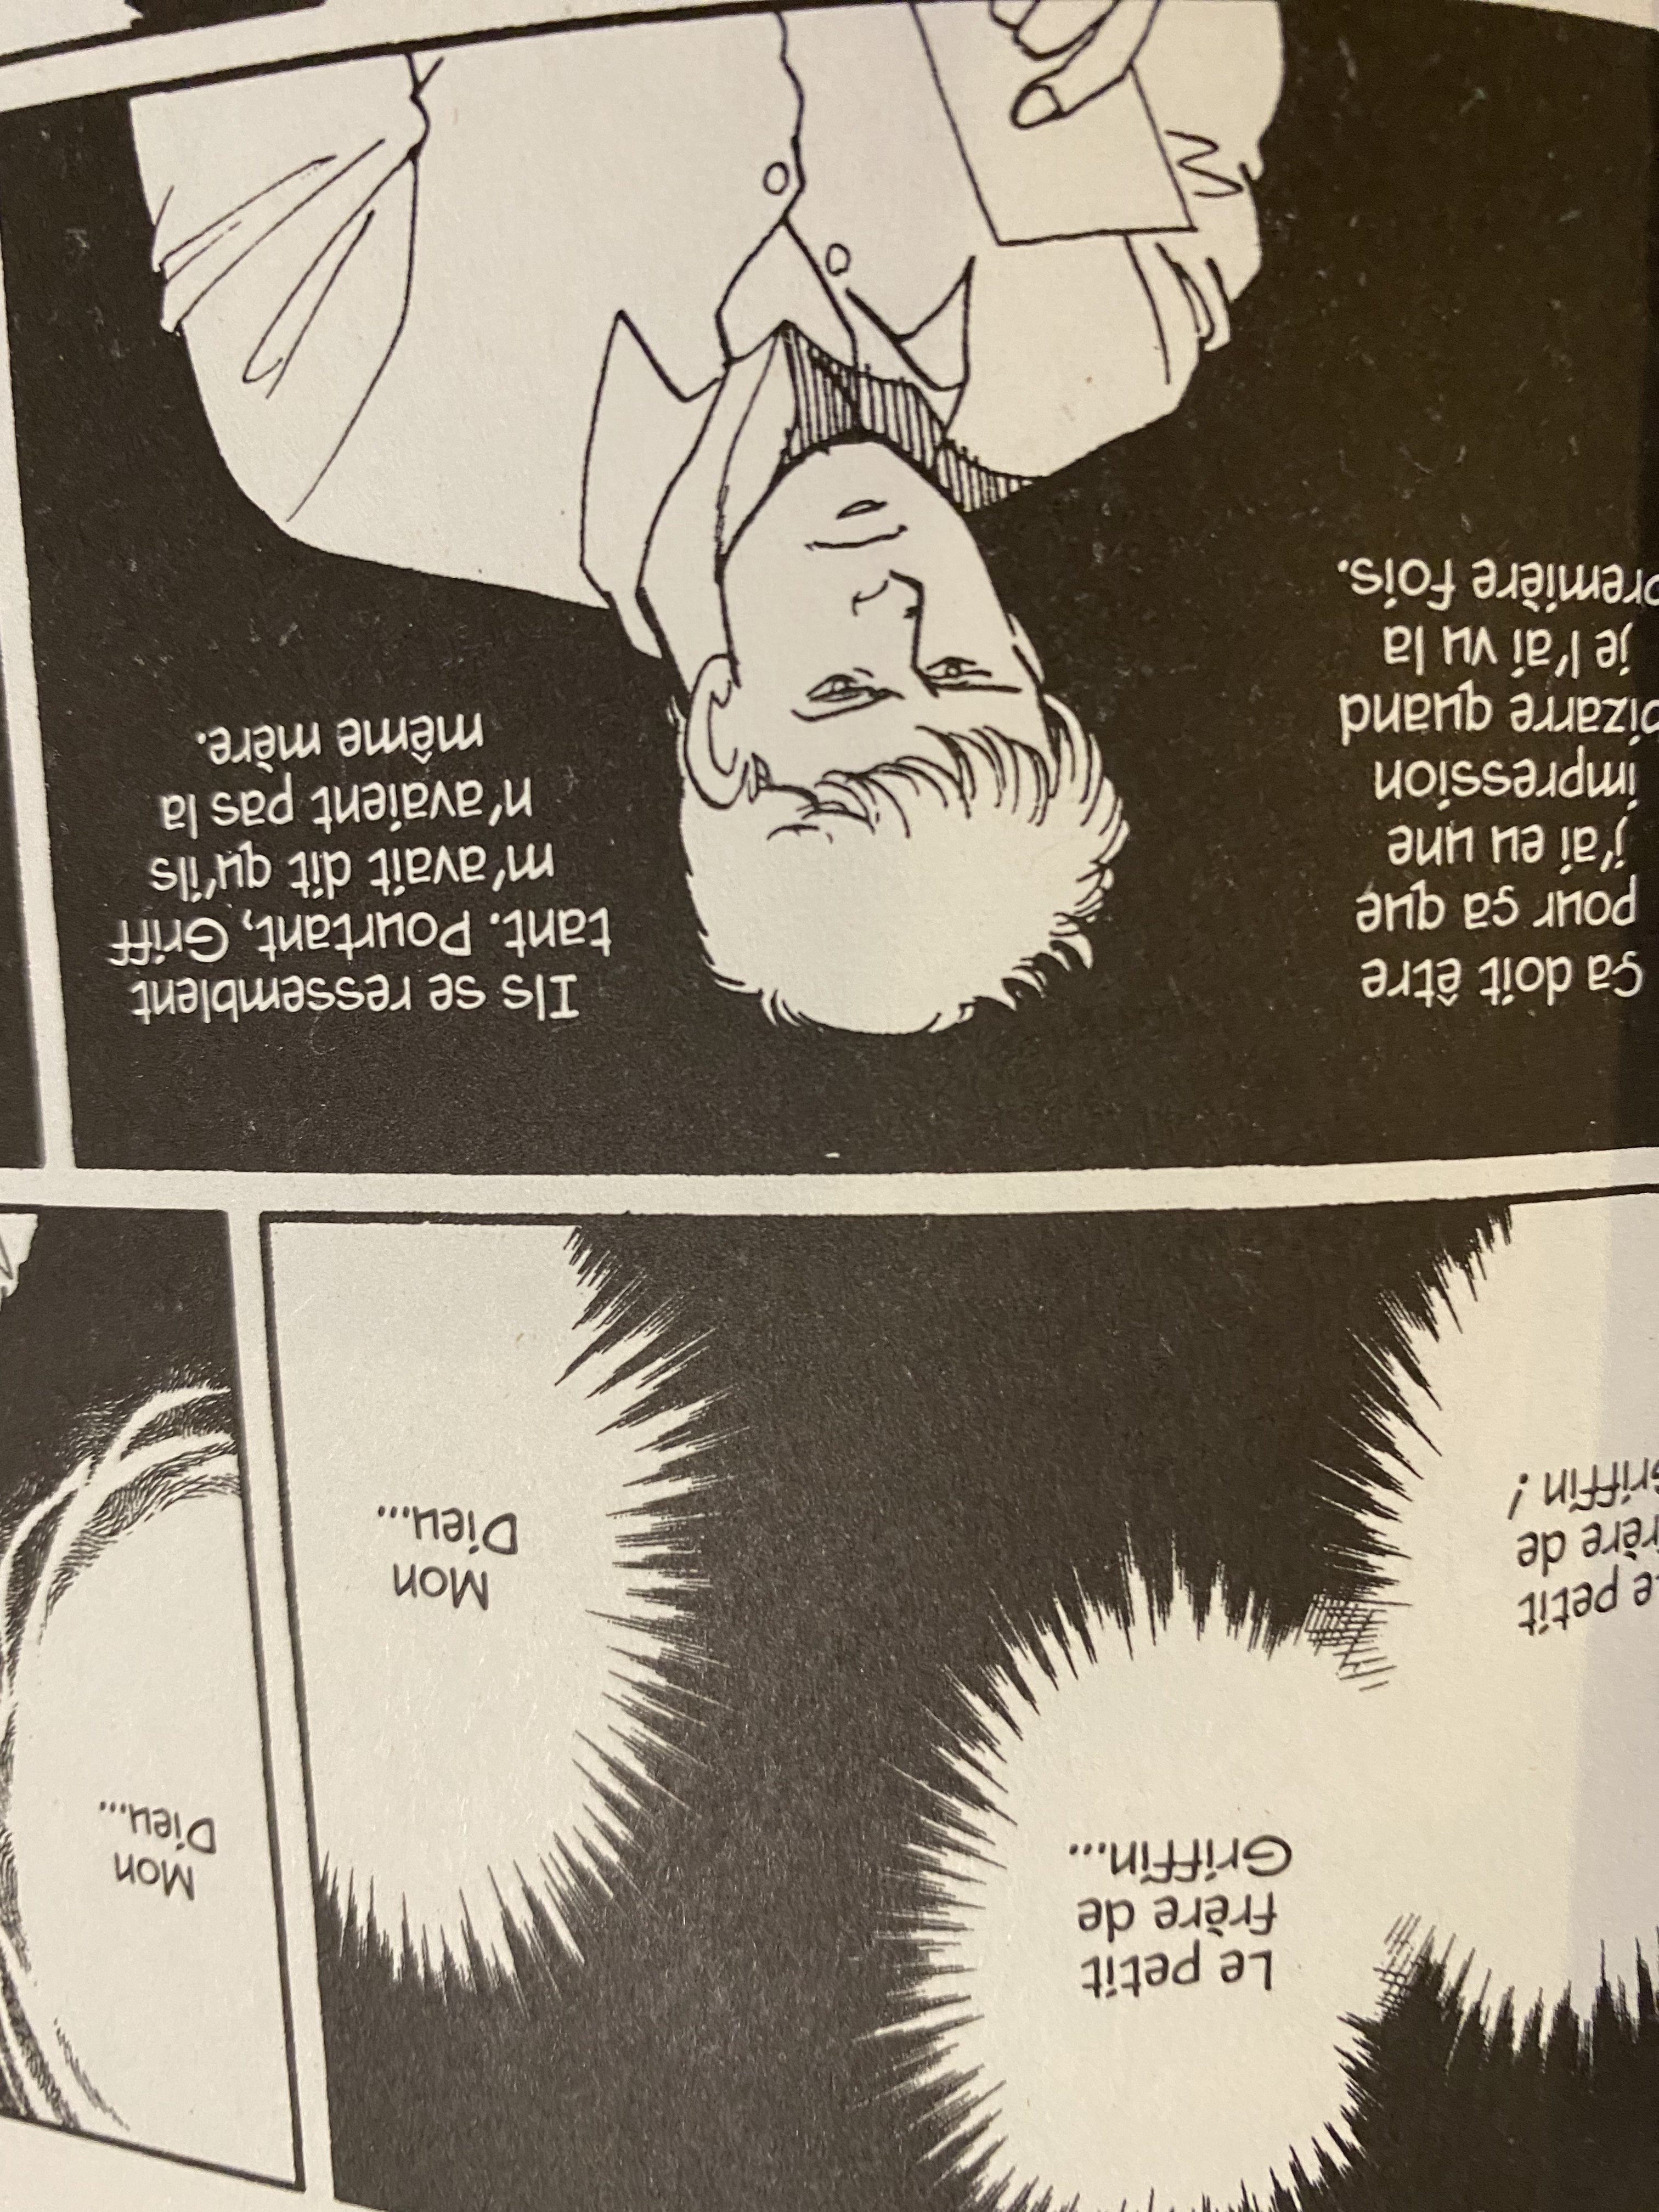 Mon
Dieu...
Mon
Dieu...
Le petit
frère de
Griffin...
Le petit
frère de
Griffin !
Ils se ressemblent
tant. Pourtant, Griff
m'avait dit qu'ils
n'avaient pas la
même mère.
Ça doit être
pour ça que
j'ai eu une
impression
bizarre quand
je l'ai vu la
première fois.